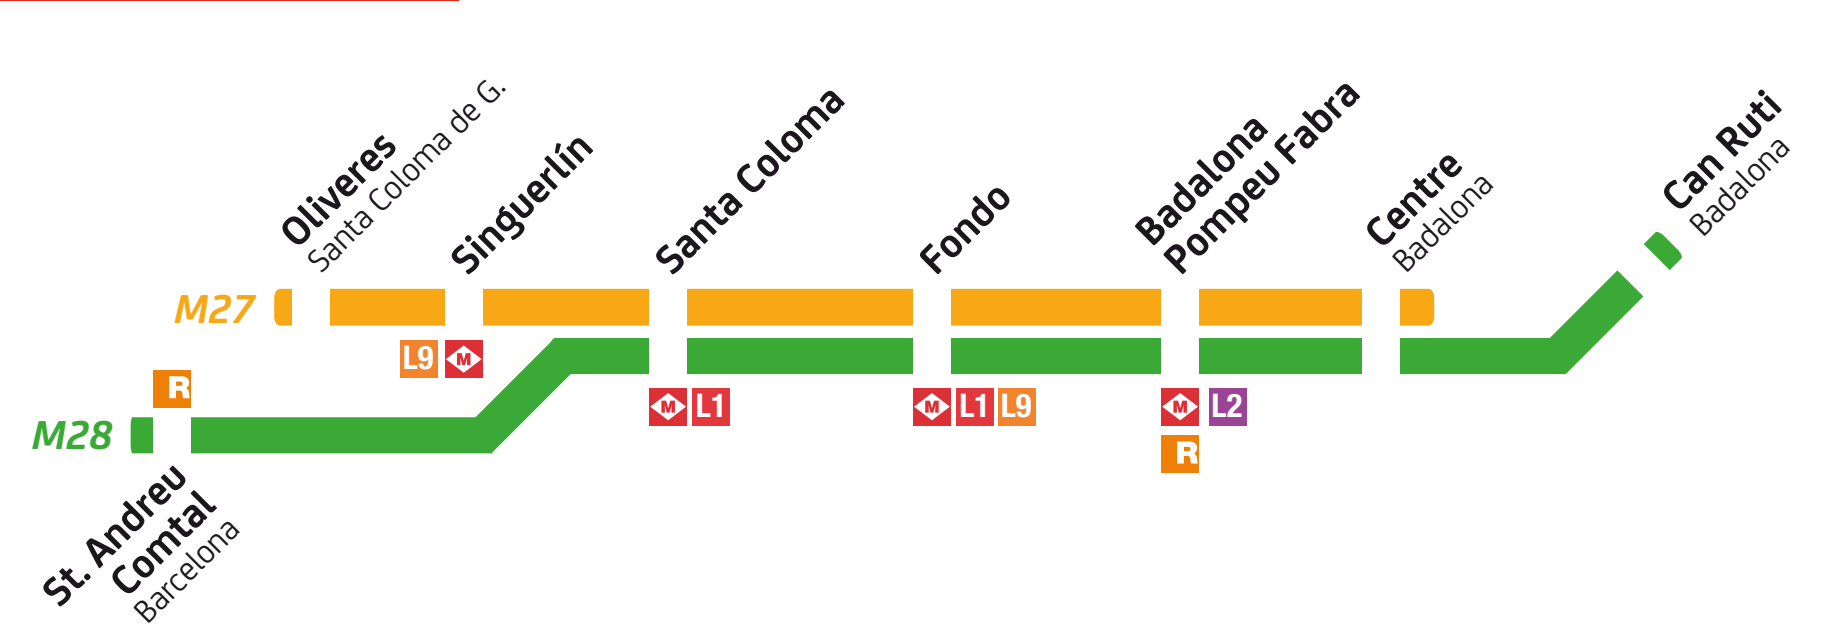 Oliveres
Santa Coloma de G.
Singuerlín
Santa Coloma
Fondo
Badalona
Pompeu Fabra
Centre
Badalona
Can Ruti
Badalona
M27
L9 M
R
M L1
M L1 L9
M L2
R
M28
St. Andreu
Comtal
Barcelona